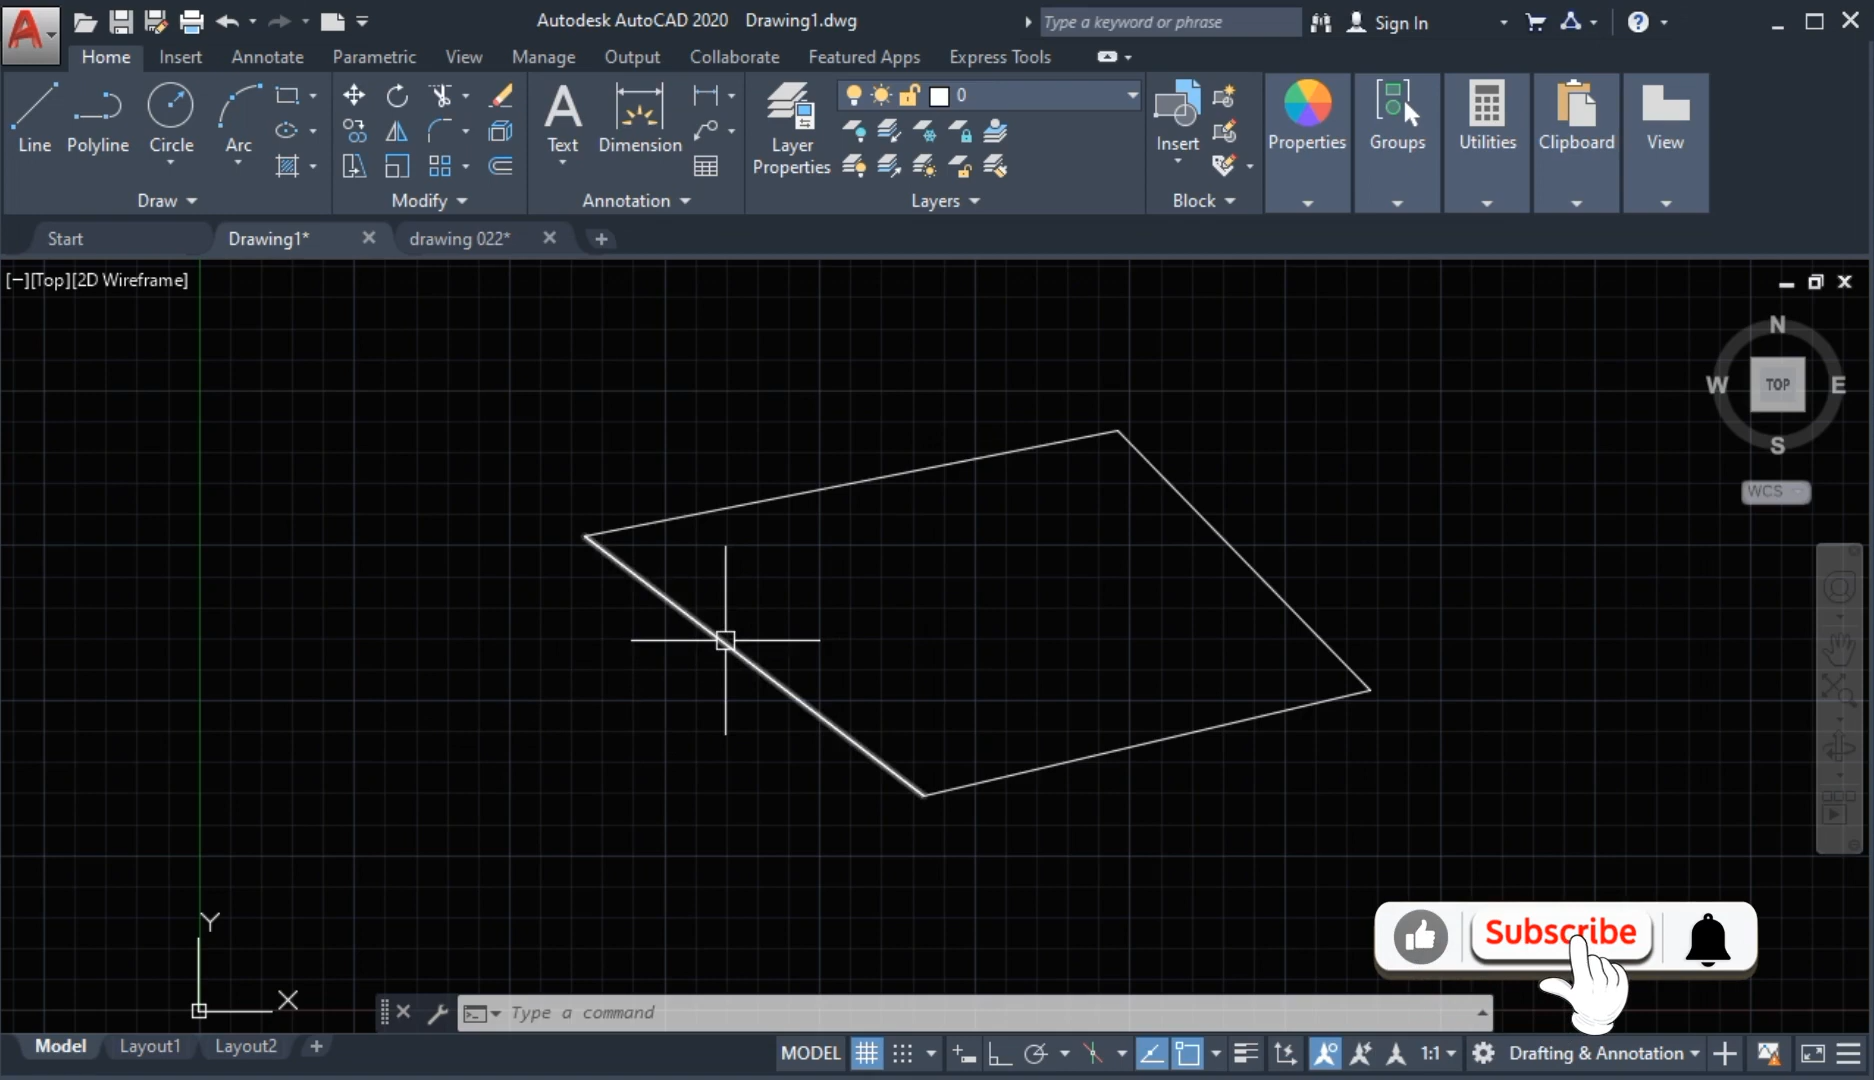 Autodesk AutoCAD 2020 Drawing1.dwg
Type a keyword or phrase
Sign In
Home Insert Annotate Parametric View Manage Output Collaborate Featured Apps Express Tools
0
Line Polyline Circle Arc
Text Dimension
Layer
Properties
Insert
Properties Groups Utilities Clipboard View
Draw Modify Annotation Layers Block
Start Drawing1* drawing 022*
[−][Top][2D Wireframe]
N
W TOP E
S
WCS
Subscribe
Y
X
Type a command
Model Layout1 Layout2
MODEL 1:1 Drafting & Annotation